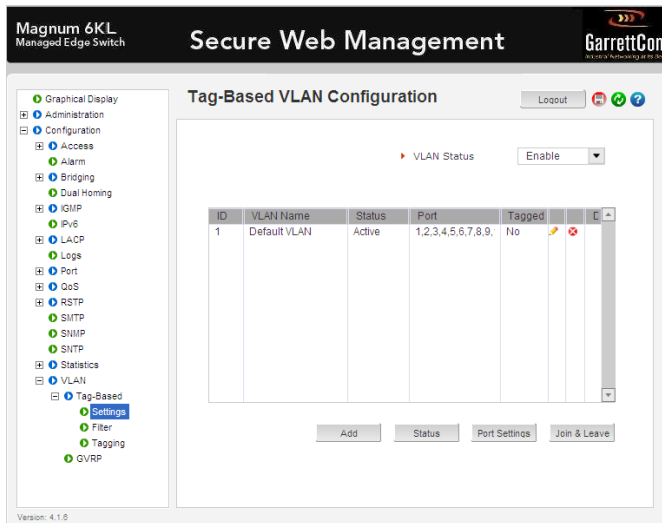 Magnum 6KL
Managed Edge Switch
Secure Web Management
GarrettCom
Graphical Display
Administration
Configuration
Access
Alarm
Bridging
Dual Homing
IGMP
IPv6
LACP
Logs
Port
QoS
RSTP
SMTP
SNMP
SNTP
Statistics
VLAN
Tag-Based
Settings
Filter
Tagging
GVRP
Tag-Based VLAN Configuration
Logout
VLAN Status Enable
ID VLAN Name Status Port Tagged
1 Default VLAN Active 1,2,3,4,5,6,7,8,9,
No
Add Status Port Settings Join & Leave
Version: 4.1.6